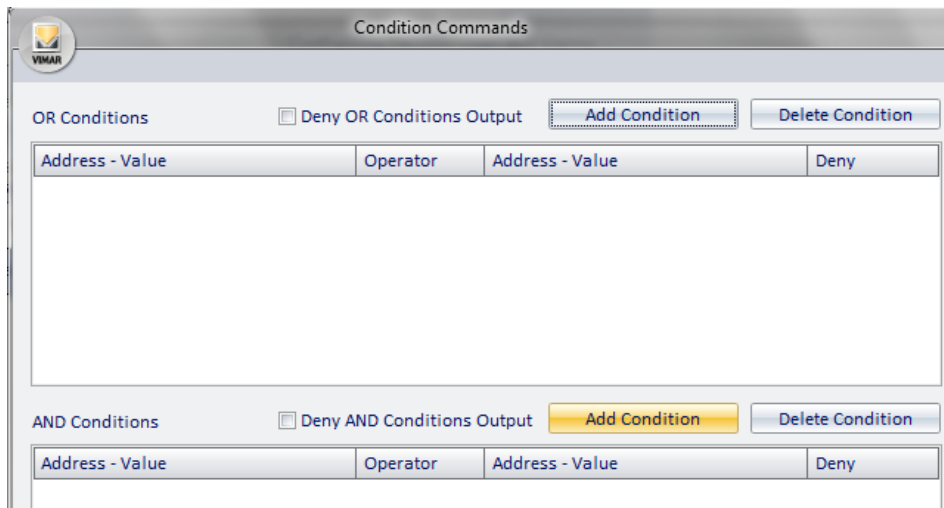 Condition Commands
VIMAR
OR Conditions Deny OR Conditions Output Add Condition Delete Condition
Address - Value Operator Address - Value Deny
AND Conditions Deny AND Conditions Output Add Condition Delete Condition
Address - Value Operator Address - Value Deny